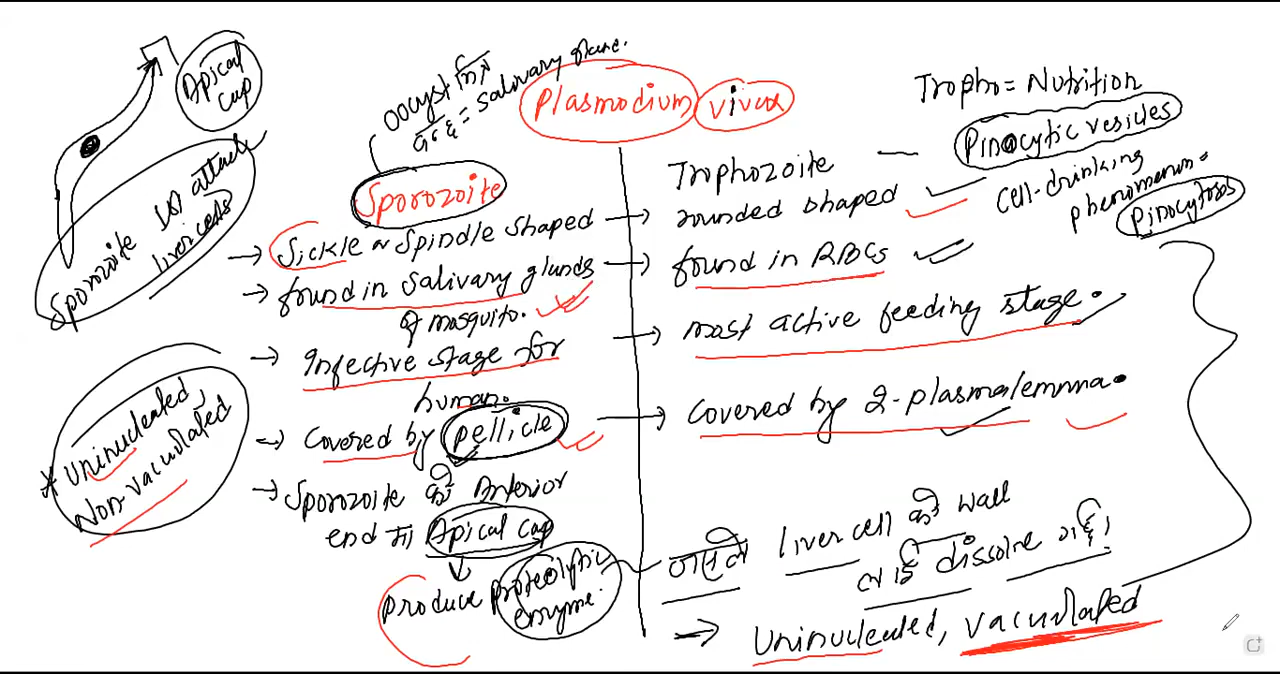 Apical
cup
Oocyst
= Salivary gland.
Plasmodium vivax
Tropho = Nutrition
Pinocytic vesicles
Cell-drinking
phenomenon =
Pinocytosis
Sporozoite
Trophozoite
Sporozoite 1st attack
liver cells
→ Sickle or Spindle shaped
→ rounded shaped
→ found in Salivary glands
of mosquito.
→ found in RBCs
→ Infective stage for
human.
→ most active feeding stage.
→ Covered by pellicle
→ Covered by 2-plasmalemma.
* Uninucleated,
Non-vacuolated
→ Sporozoite के Anterior
end में Apical cap
Produce proteolytic
enzyme.
liver cell के wall
dissolve
→ Uninucleated, vacuolated